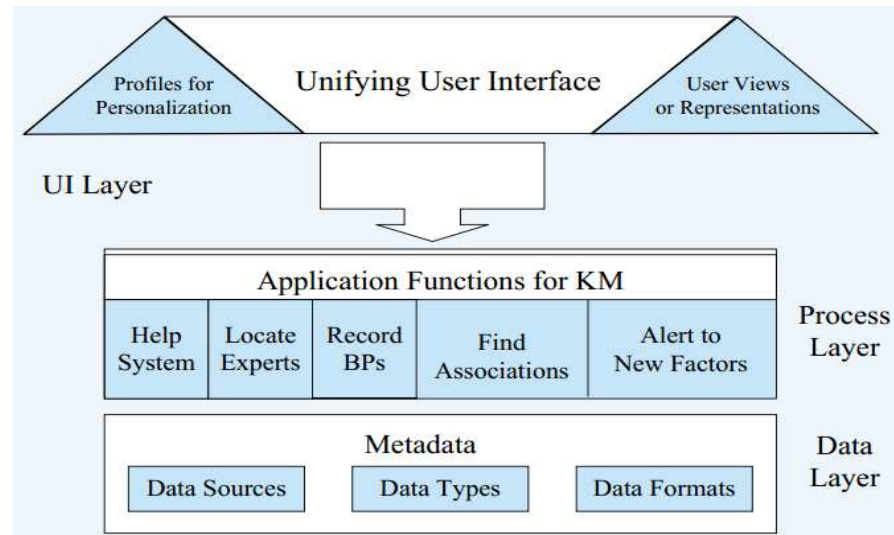 Profiles for
Personalization
Unifying User Interface
User Views
or Representations
UI Layer
Application Functions for KM
Help
System
Locate
Experts
Record
BPs
Find
Associations
Alert to
New Factors
Process
Layer
Metadata
Data Sources
Data Types
Data Formats
Data
Layer